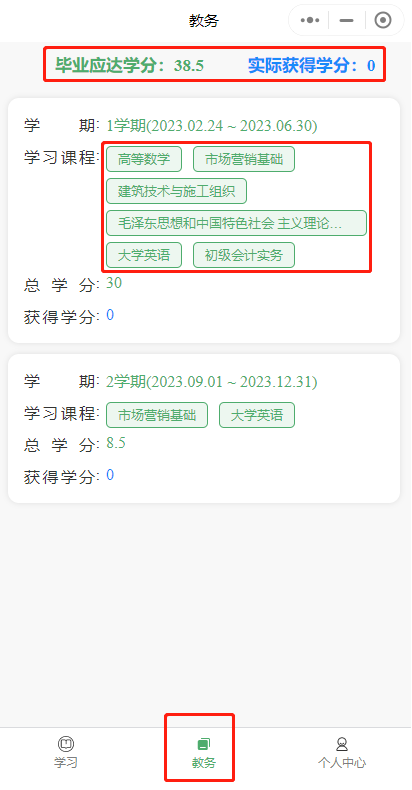 教务
毕业应达学分：38.5 实际获得学分：0
学 期: 1学期(2023.02.24 ~ 2023.06.30)
学习课程: 高等数学 市场营销基础
建筑技术与施工组织
毛泽东思想和中国特色社会 主义理论...
大学英语 初级会计实务
总 学 分: 30
获得学分: 0
学 期: 2学期(2023.09.01 ~ 2023.12.31)
学习课程: 市场营销基础 大学英语
总 学 分: 8.5
获得学分: 0
学习 教务 个人中心